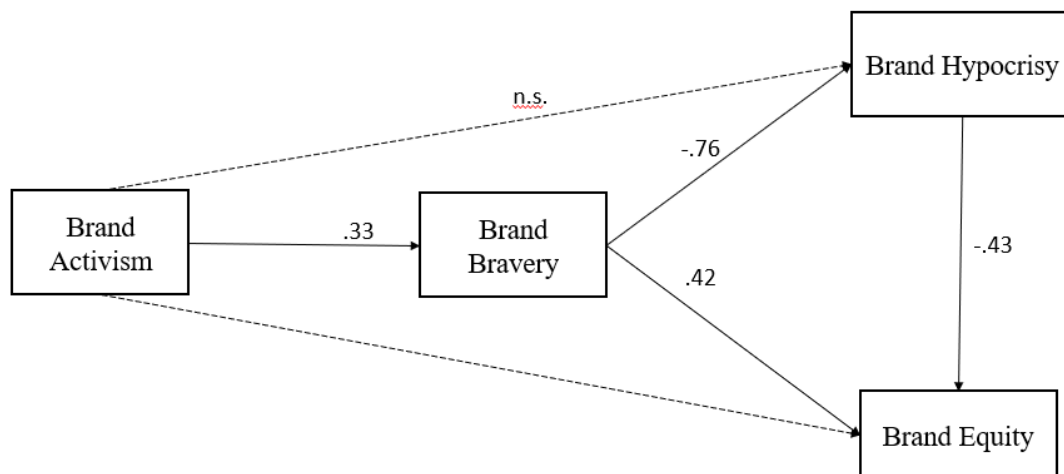 Brand Hypocrisy
n.s.
-.76
Brand
Activism
.33
Brand
Bravery
-.43
.42
Brand Equity